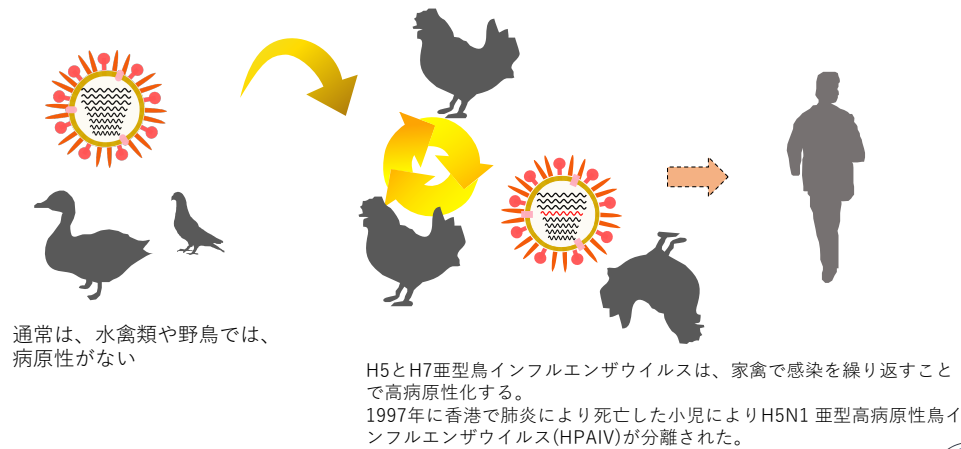 通常は、水禽類や野鳥では、
病原性がない
H5とH7亜型鳥インフルエンザウイルスは、家禽で感染を繰り返すこと
で高病原性化する。
1997年に香港で肺炎により死亡した小児によりH5N1 亜型高病原性鳥イ
ンフルエンザウイルス(HPAIV)が分離された。